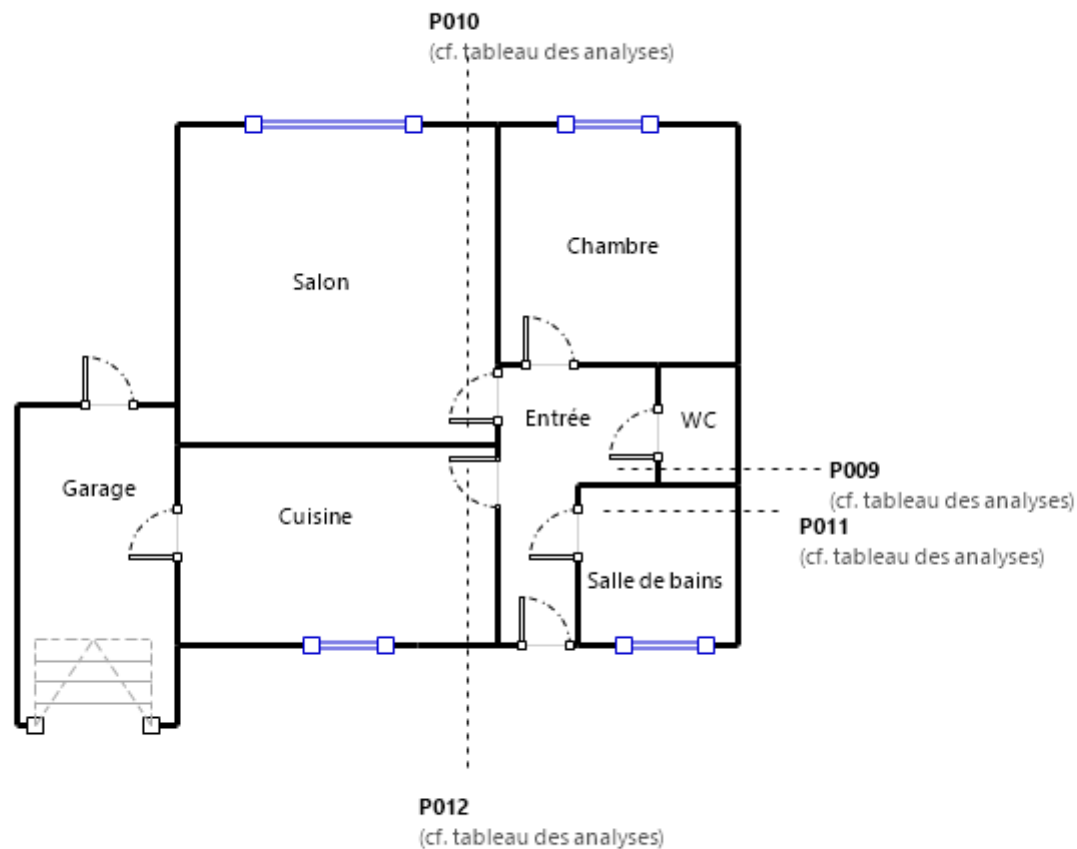 P010
(cf. tableau des analyses)
Chambre
Salon
Entrée
WC
Garage
P009
(cf. tableau des analyses)
Cuisine
P011
(cf. tableau des analyses)
Salle de bains
P012
(cf. tableau des analyses)